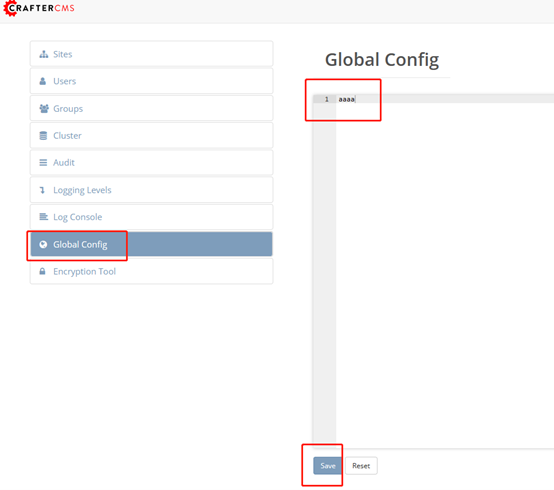 CRAFTERCMS
Sites
Users
Groups
Cluster
Audit
Logging Levels
Log Console
Global Config
Encryption Tool
Global Config
1 aaaa
Save Reset